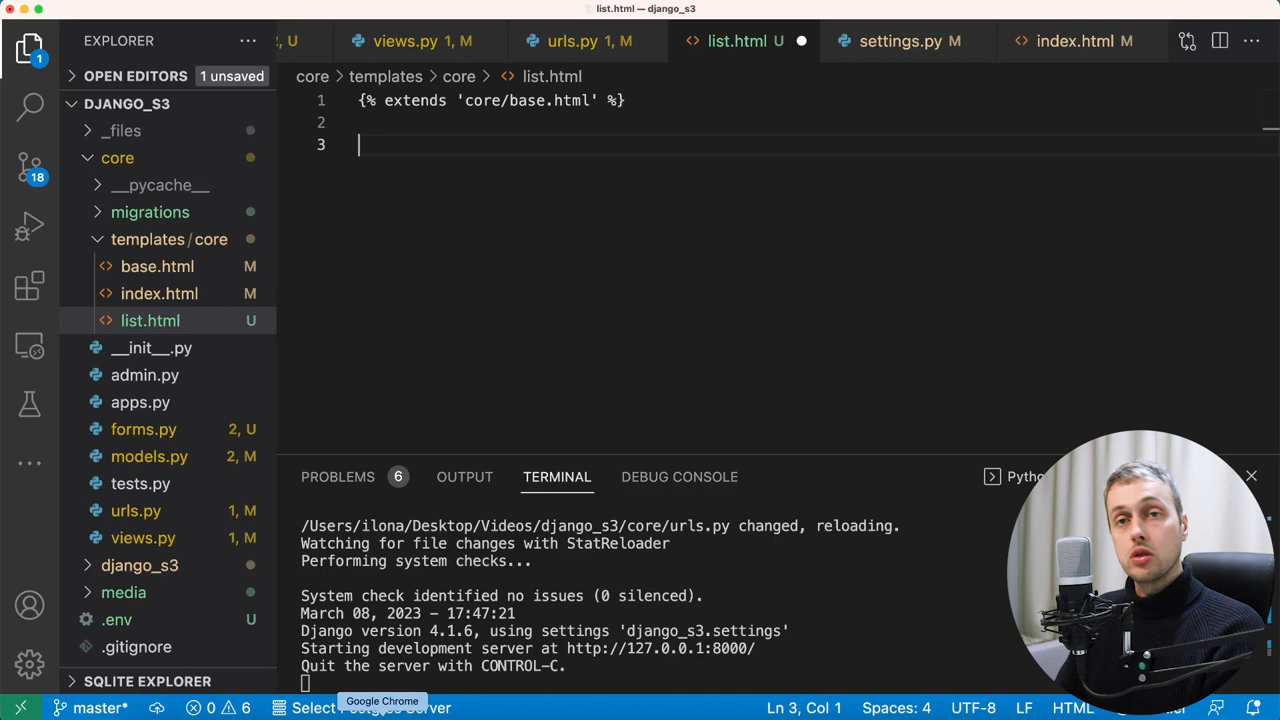 list.html — django_s3
1
EXPLORER
2, U
views.py 1, M
urls.py 1, M
list.html U
settings.py M
index.html M
OPEN EDITORS 1 unsaved
core > templates > core > list.html
DJANGO_S3
_files
core
__pycache__
migrations
templates/core
base.html M
index.html M
list.html U
__init__.py
admin.py
apps.py
forms.py 2, U
models.py 2, M
tests.py
urls.py 1, M
views.py 1, M
django_s3
media
.env U
.gitignore
SQLITE EXPLORER
18
1 {% extends 'core/base.html' %}
2
3
PROBLEMS 6 OUTPUT TERMINAL DEBUG CONSOLE
/Users/ilona/Desktop/Videos/django_s3/core/urls.py changed, reloading.
Watching for file changes with StatReloader
Performing system checks...
System check identified no issues (0 silenced).
March 08, 2023 - 17:47:21
Django version 4.1.6, using settings 'django_s3.settings'
Starting development server at http://127.0.0.1:8000/
Quit the server with CONTROL-C.
Google Chrome
master* 0 6 Select Server Ln 3, Col 1 Spaces: 4 UTF-8 LF HTML